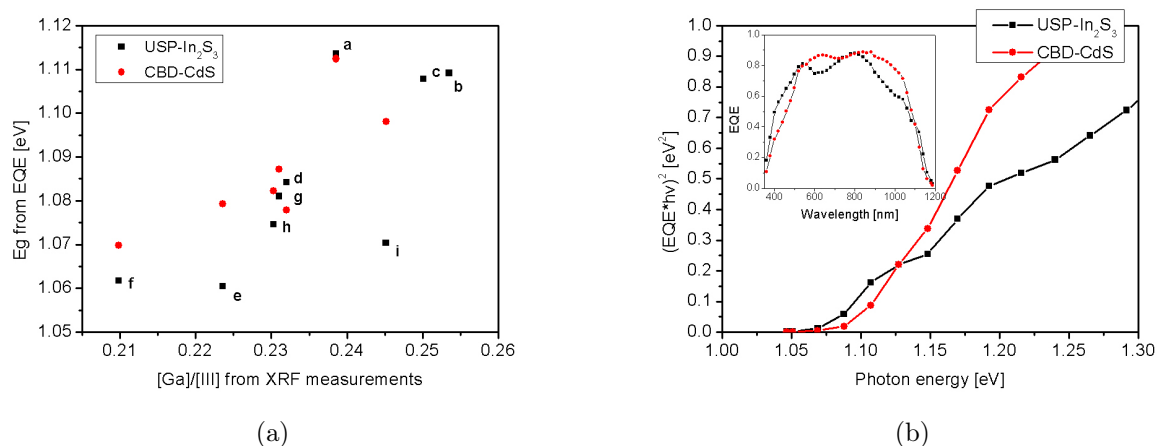 1.12
1.11
1.10
1.09
1.08
1.07
1.06
1.05
Eg from EQE [eV]
USP-In₂S₃
CBD-CdS
a
c
b
d
g
h
i
f
e
0.21 0.22 0.23 0.24 0.25 0.26
[Ga]/[III] from XRF measurements
(a)
1.0
0.9
0.8
0.7
0.6
0.5
0.4
0.3
0.2
0.1
0.0
(EQE*hν)² [eV²]
USP-In₂S₃
CBD-CdS
1.0
0.8
0.6
0.4
0.2
0.0
EQE
400 600 800 1000 1200
Wavelength [nm]
1.00 1.05 1.10 1.15 1.20 1.25 1.30
Photon energy [eV]
(b)